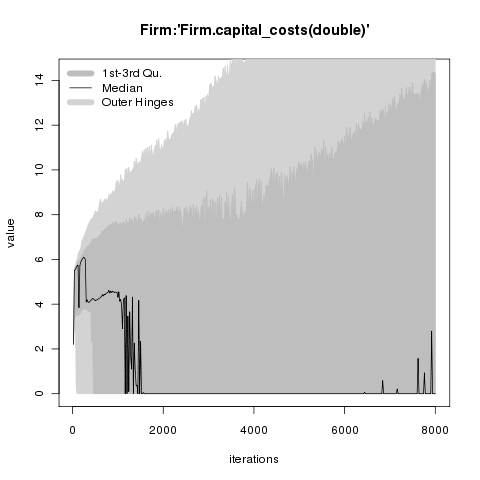 Firm:'Firm.capital_costs(double)'
1st-3rd Qu.
Median
Outer Hinges
value
14
12
10
8
6
4
2
0
0 2000 4000 6000 8000
iterations